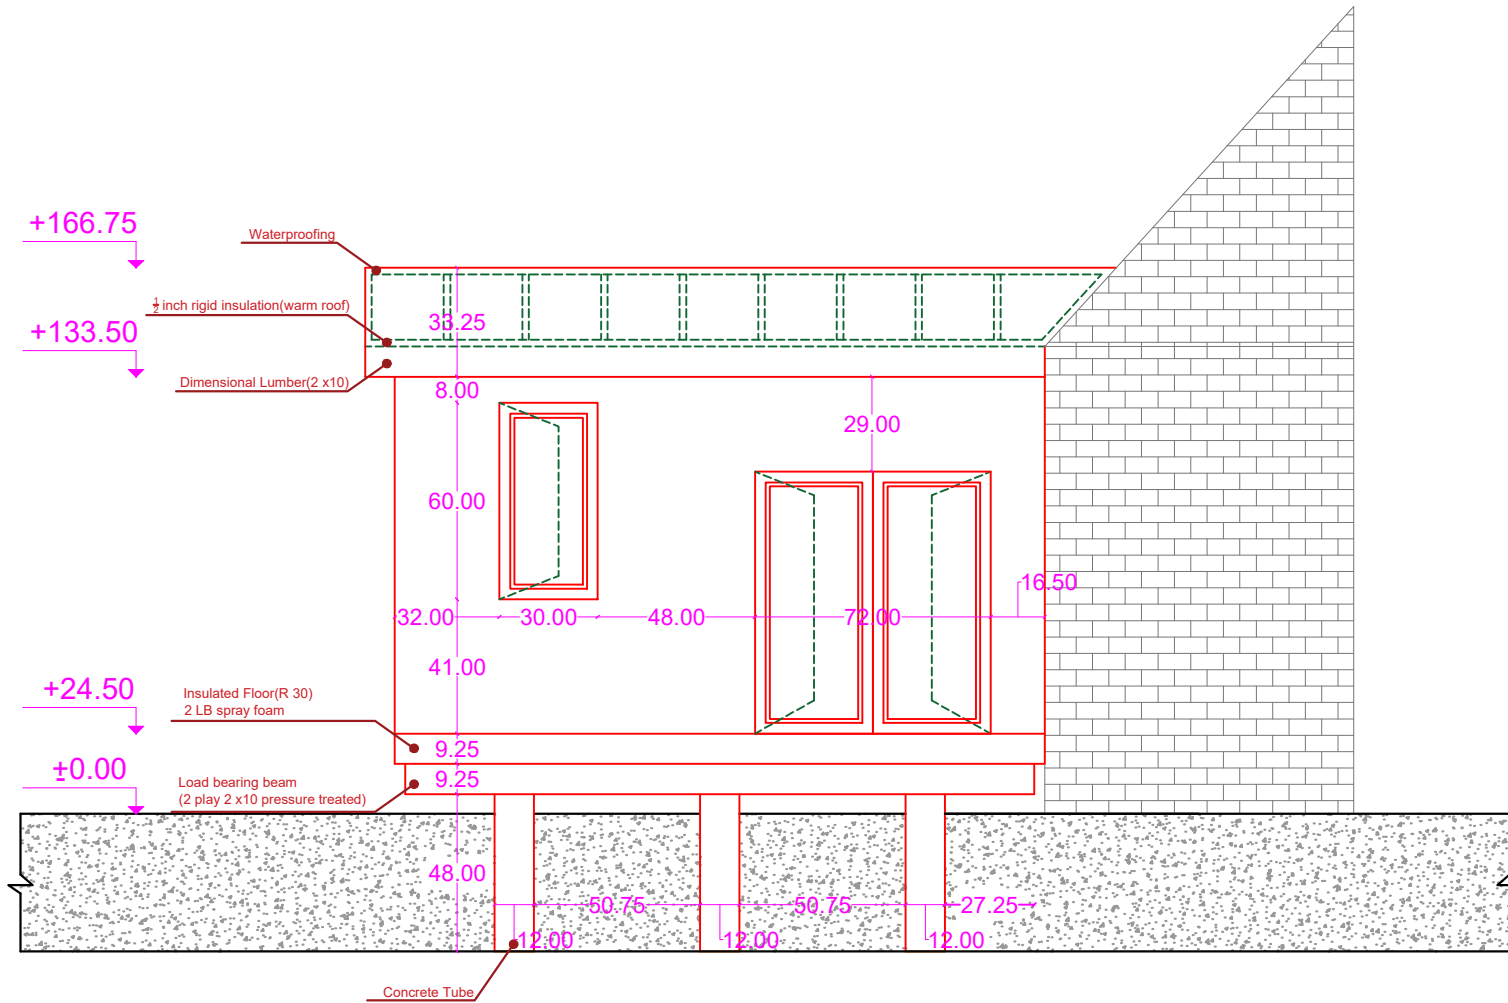 +166.75
Waterproofing
1/2 inch rigid insulation(warm roof)
33.25
+133.50
Dimensional Lumber(2 x10)
8.00
29.00
60.00
16.50
32.00
30.00
48.00
72.00
41.00
+24.50
Insulated Floor(R 30)
2 LB spray foam
9.25
9.25
±0.00
Load bearing beam
(2 play 2 x10 pressure treated)
48.00
50.75
50.75
27.25
12.00
12.00
12.00
Concrete Tube